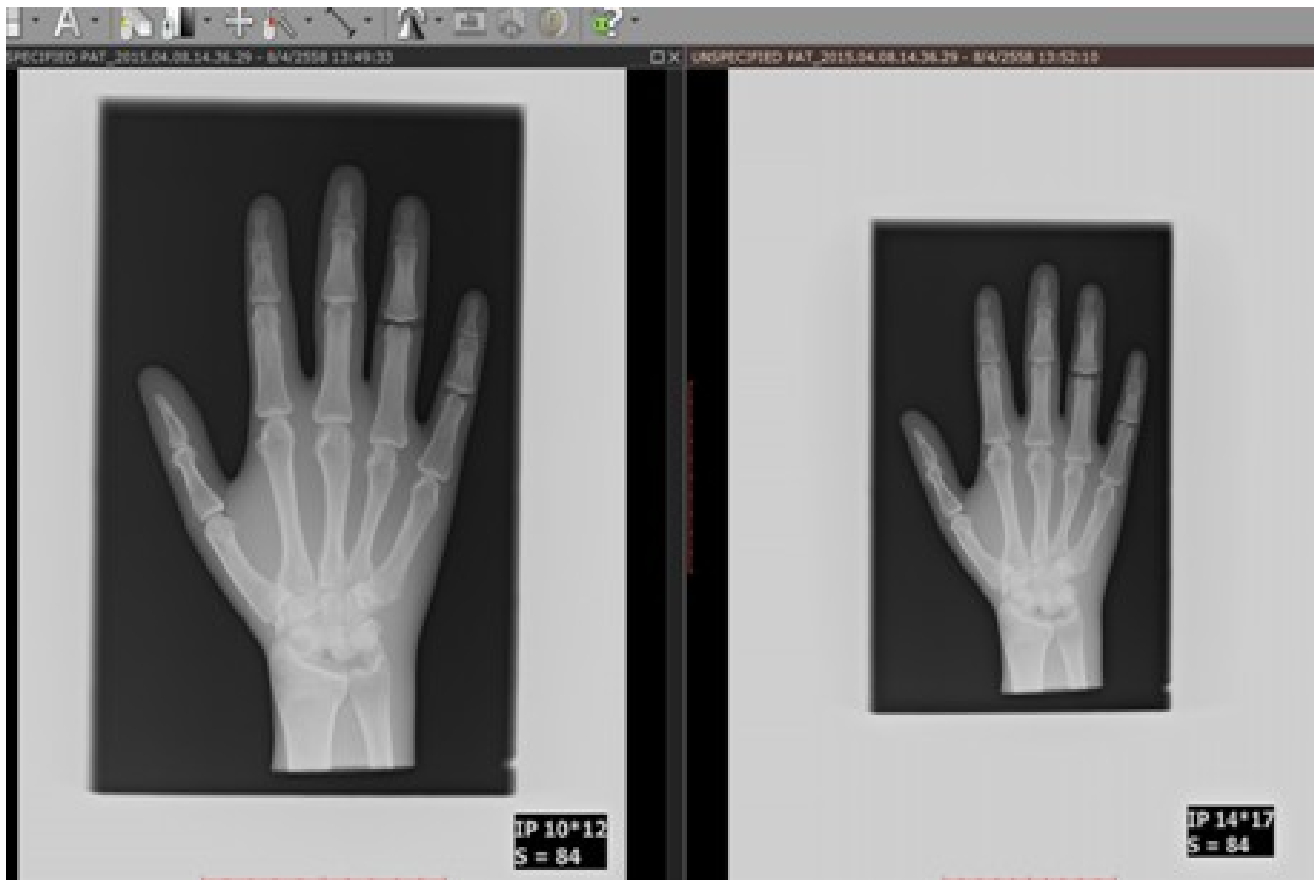 A
SPECIFIED PAT_2015.04.08.14.36.29 - 8/4/2558 13:49:33
UNSPECIFIED PAT_2015.04.08.14.36.29 - 8/4/2558 13:52:10
IP 10*12
S = 84
IP 14*17
S = 84